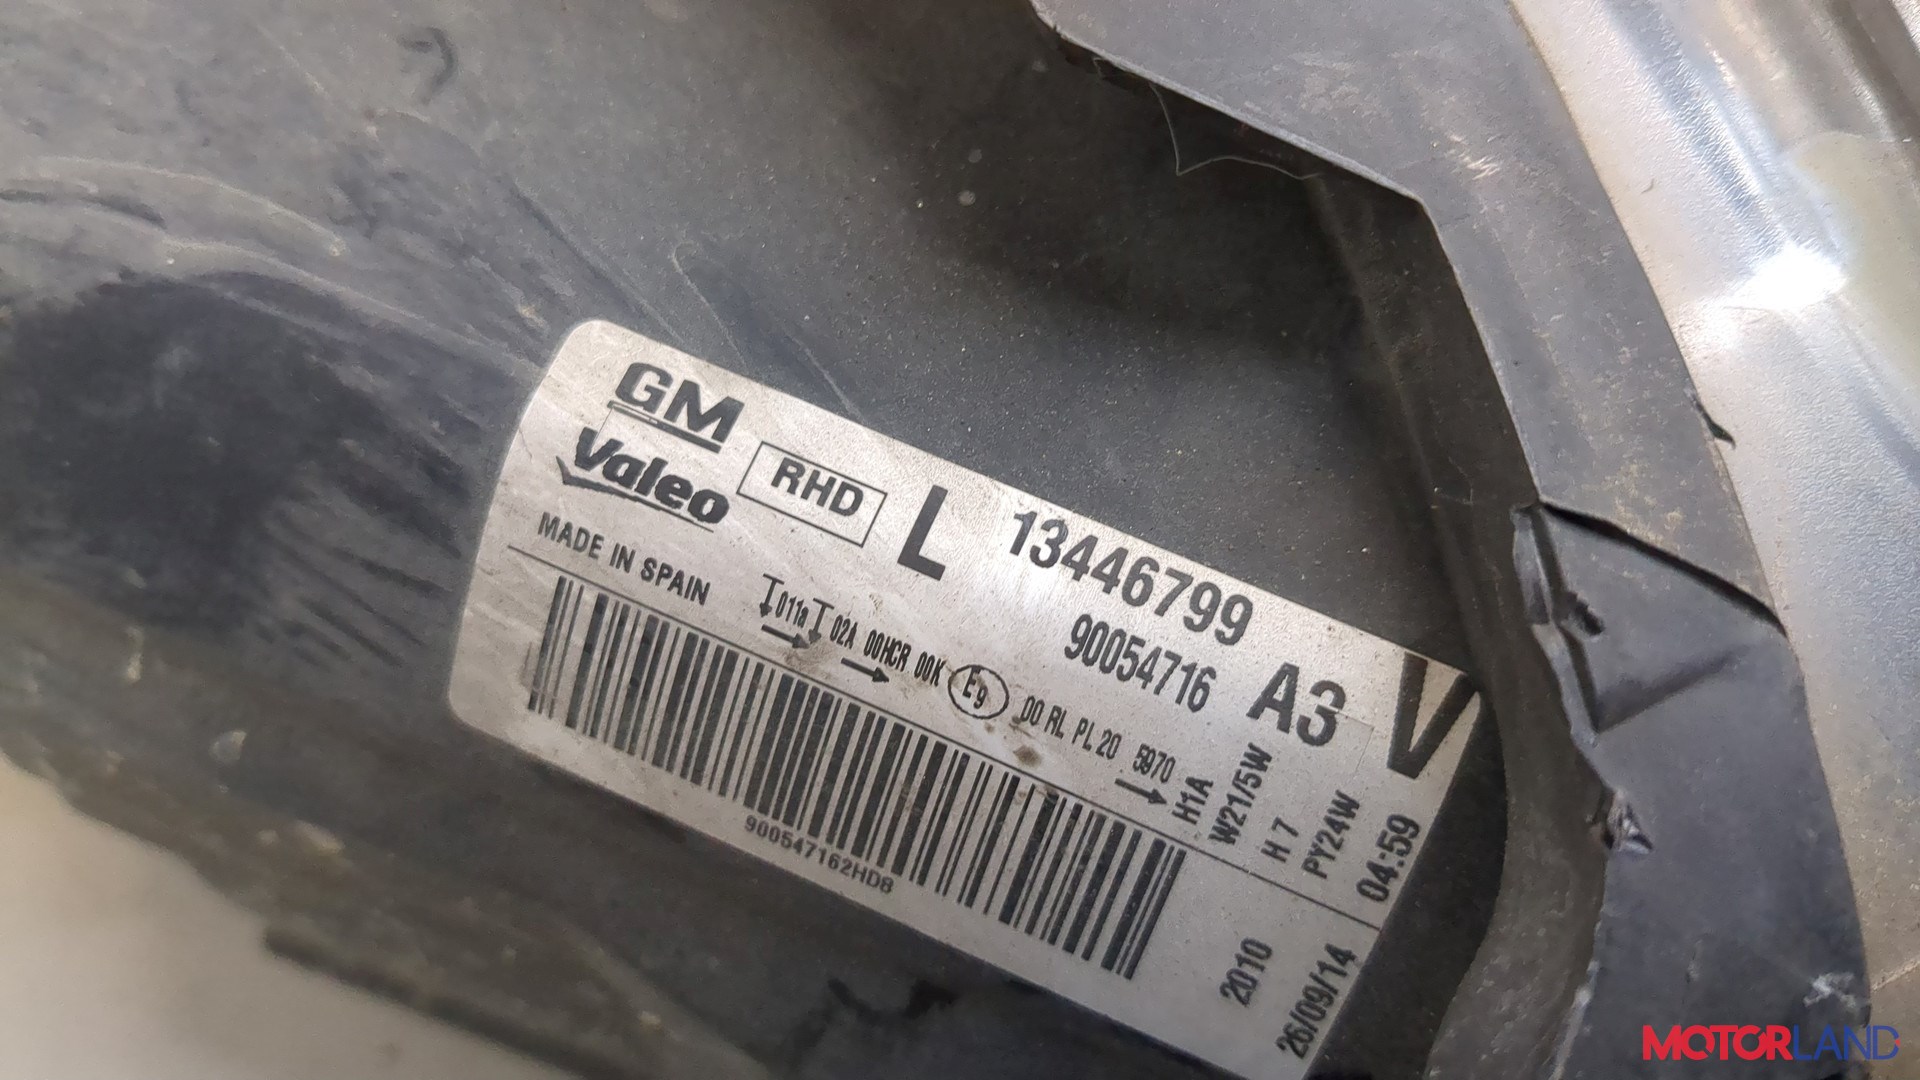 GM
Valeo
RHD
L
13446799
90054716
A3
V
MADE IN SPAIN
011a 02A 00HCR 00K E9 00 RL PL 20 5970
H1A
W21/5W
H 7
PY24W
04:59
900547162HD8
2010
26/09/14
MOTORLAND